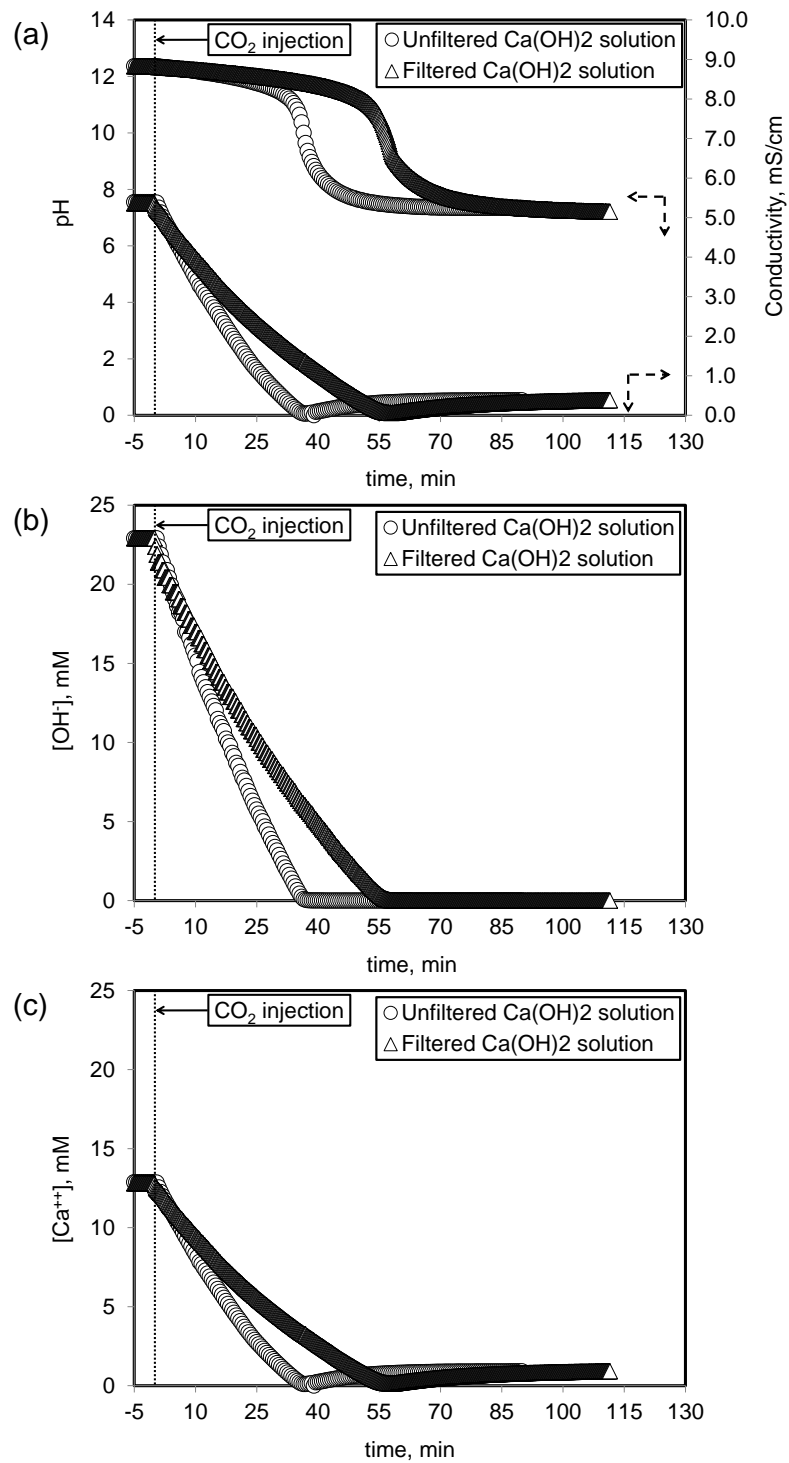 (a)
CO₂ injection
○ Unfiltered Ca(OH)2 solution
△ Filtered Ca(OH)2 solution
14
12
10
8
6
4
2
0
pH
10.0
9.0
8.0
7.0
6.0
5.0
4.0
3.0
2.0
1.0
0.0
Conductivity, mS/cm
-5 10 25 40 55 70 85 100 115 130
time, min
(b)
CO₂ injection
○ Unfiltered Ca(OH)2 solution
△ Filtered Ca(OH)2 solution
25
20
15
10
5
0
[OH⁻], mM
-5 10 25 40 55 70 85 100 115 130
time, min
(c)
CO₂ injection
○ Unfiltered Ca(OH)2 solution
△ Filtered Ca(OH)2 solution
25
20
15
10
5
0
[Ca⁺⁺], mM
-5 10 25 40 55 70 85 100 115 130
time, min